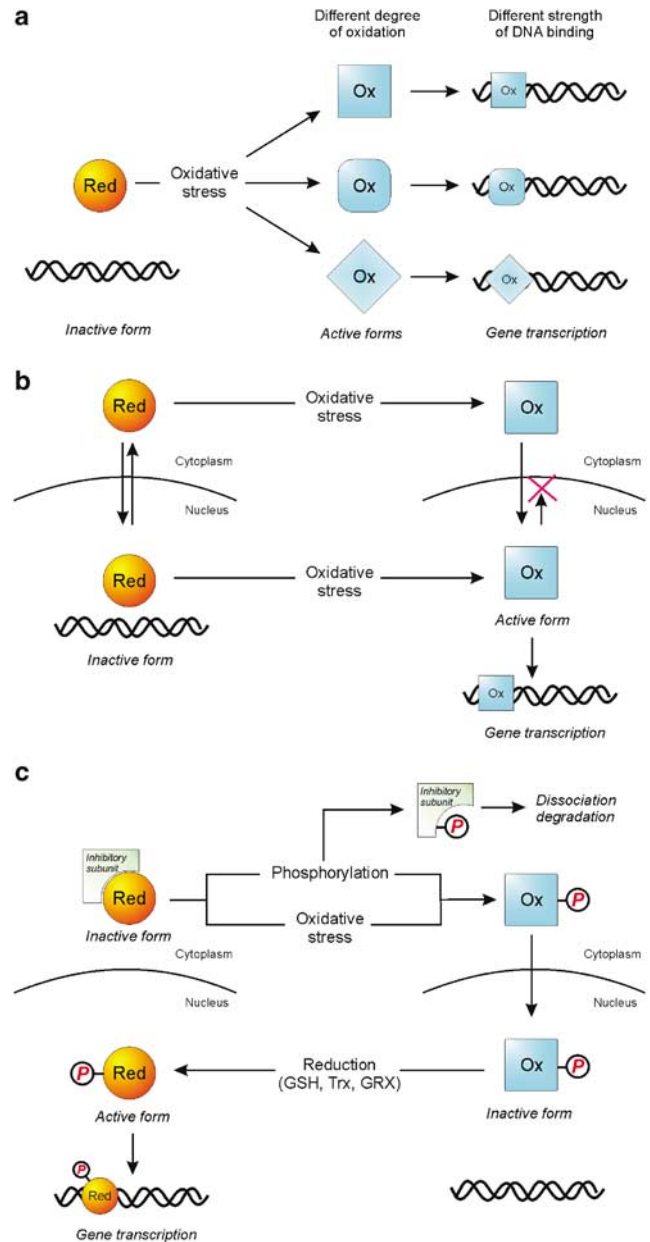 a
Different degree
of oxidation
Different strength
of DNA binding
Ox
Ox
Red
Oxidative
stress
Ox
Ox
Ox
Ox
Inactive form
Active forms
Gene transcription
b
Red
Oxidative
stress
Ox
Cytoplasm
Nucleus
Cytoplasm
Nucleus
Red
Oxidative
stress
Ox
Inactive form
Active form
Ox
Gene transcription
c
Inhibitory
subunit
P
Dissociation
degradation
Inhibitory
subunit
Red
Inactive form
Phosphorylation
Oxidative
stress
Ox
P
Cytoplasm
Nucleus
Cytoplasm
Nucleus
P
Red
Active form
Reduction
(GSH, Trx, GRX)
Ox
P
Inactive form
P
Red
Gene transcription